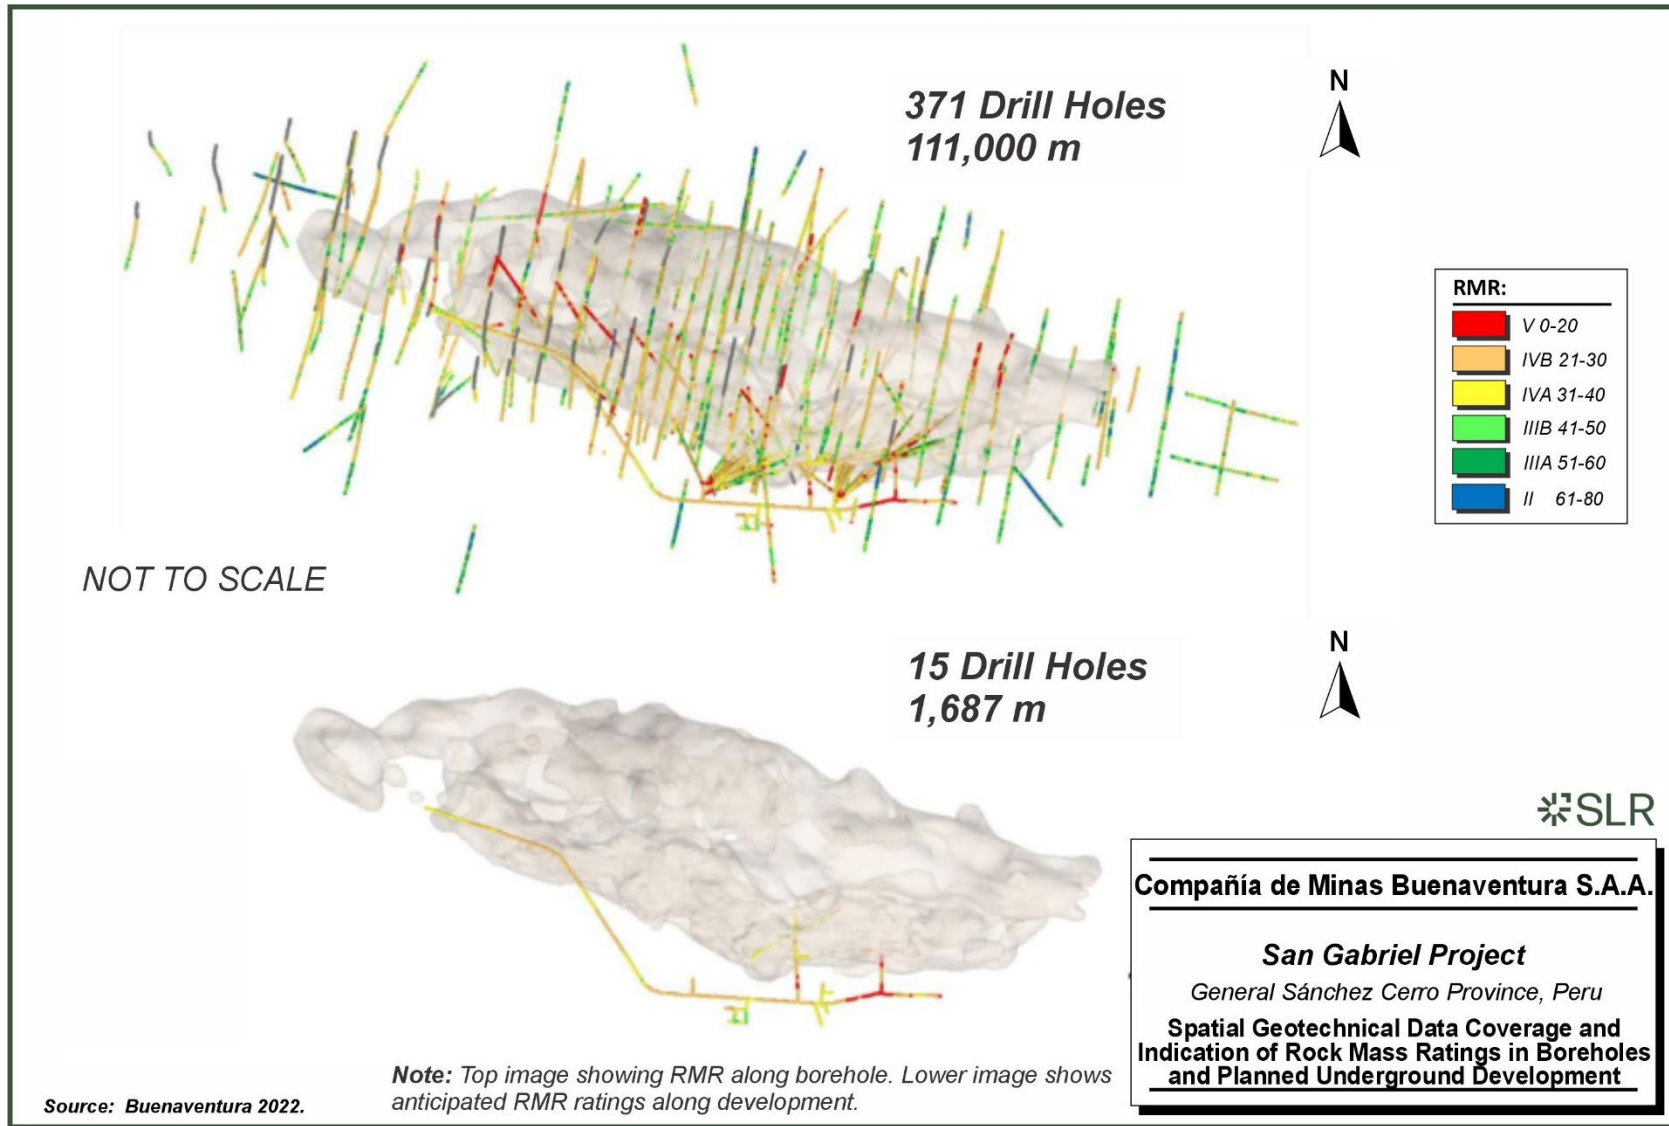 371 Drill Holes
111,000 m
N
RMR:
V 0-20
IVB 21-30
IVA 31-40
IIIB 41-50
IIIA 51-60
II 61-80
NOT TO SCALE
15 Drill Holes
1,687 m
N
SLR
Compañía de Minas Buenaventura S.A.A.
San Gabriel Project
General Sánchez Cerro Province, Peru
Spatial Geotechnical Data Coverage and
Indication of Rock Mass Ratings in Boreholes
and Planned Underground Development
Note: Top image showing RMR along borehole. Lower image shows
anticipated RMR ratings along development.
Source: Buenaventura 2022.